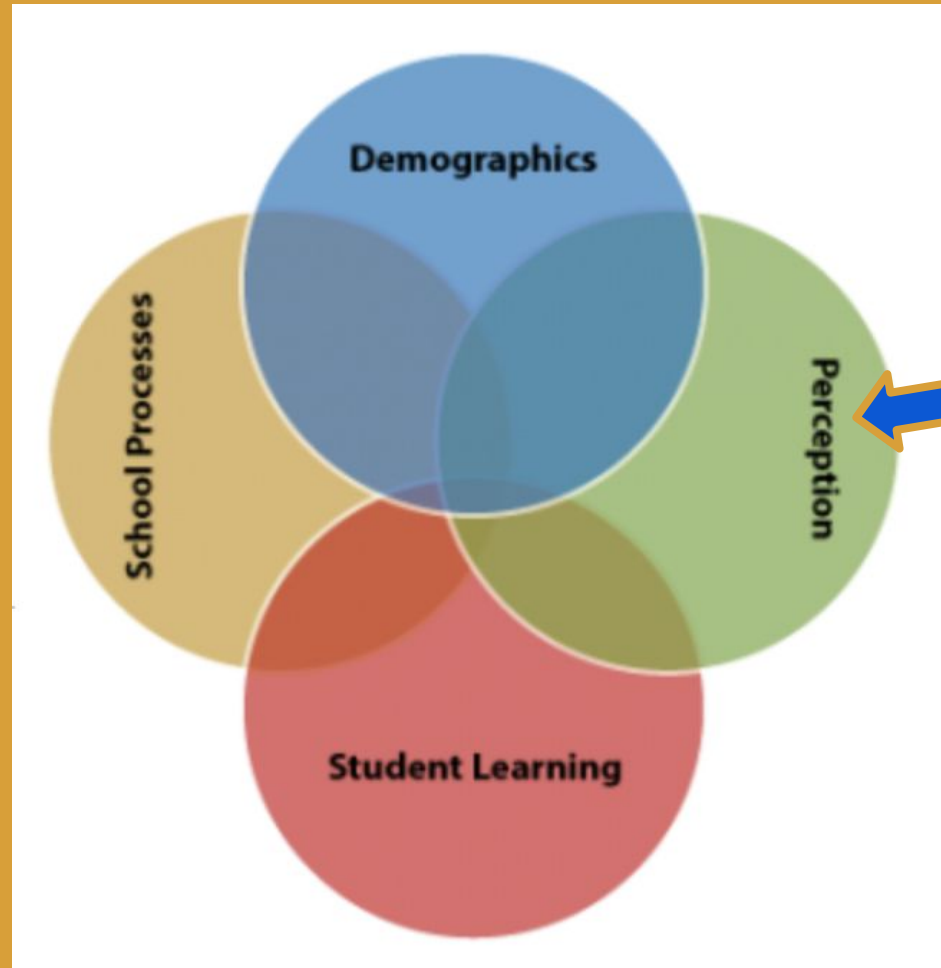 Demographics
School Processes
Perception
Student Learning